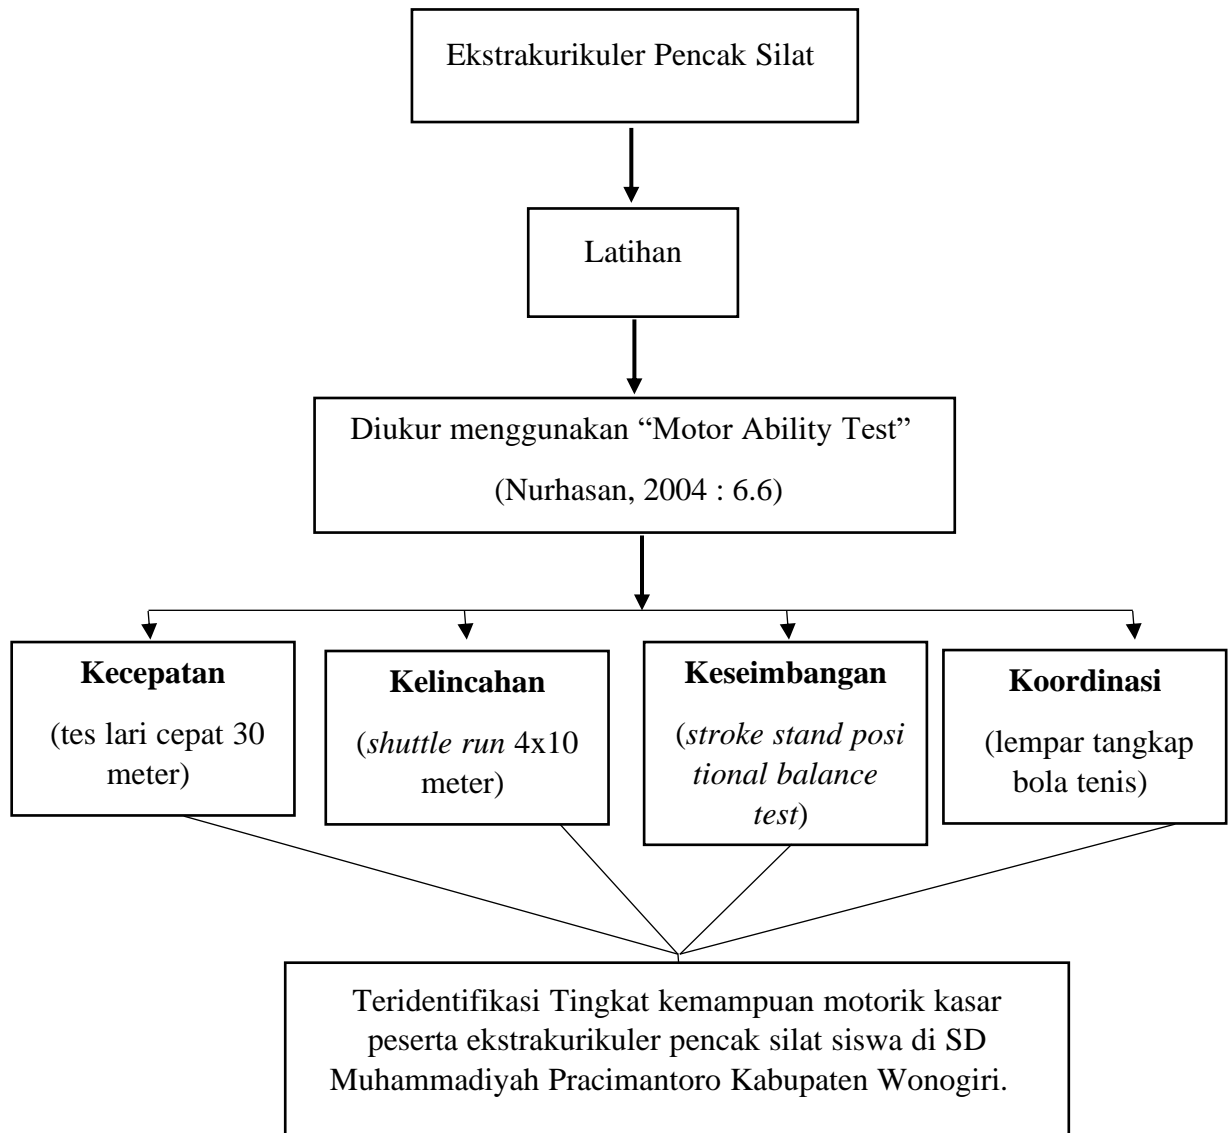 Ekstrakurikuler Pencak Silat
Latihan
Diukur menggunakan “Motor Ability Test”
(Nurhasan, 2004 : 6.6)
Kecepatan
(tes lari cepat 30
meter)
Kelincahan
(shuttle run 4x10
meter)
Keseimbangan
(stroke stand posi
tional balance
test)
Koordinasi
(lempar tangkap
bola tenis)
Teridentifikasi Tingkat kemampuan motorik kasar
peserta ekstrakurikuler pencak silat siswa di SD
Muhammadiyah Pracimantoro Kabupaten Wonogiri.